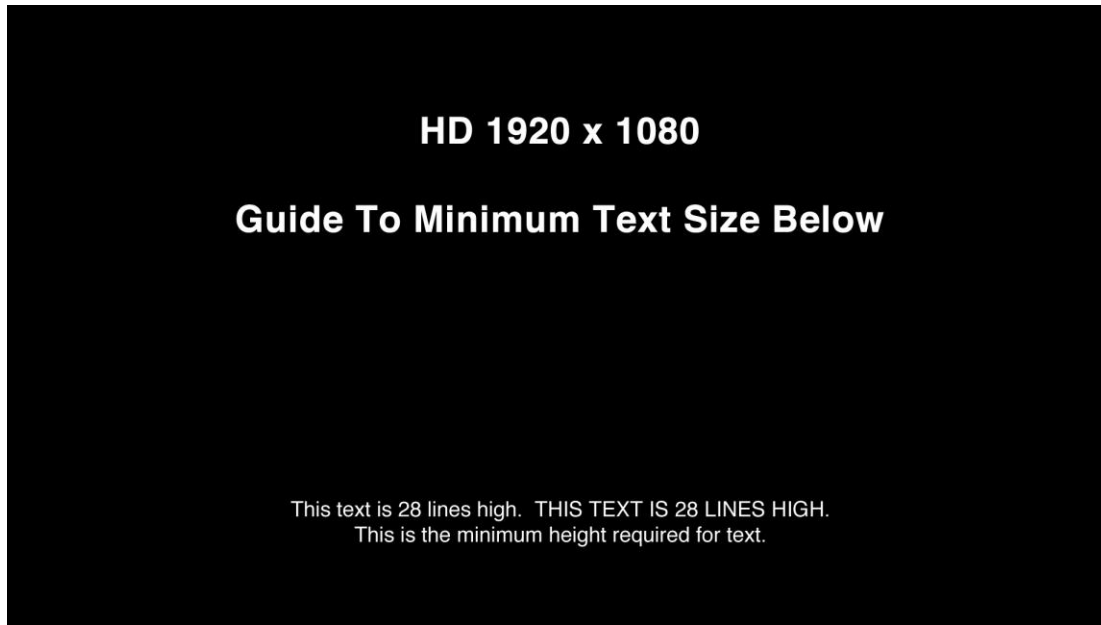 HD 1920 x 1080
Guide To Minimum Text Size Below
This text is 28 lines high.  THIS TEXT IS 28 LINES HIGH.
This is the minimum height required for text.